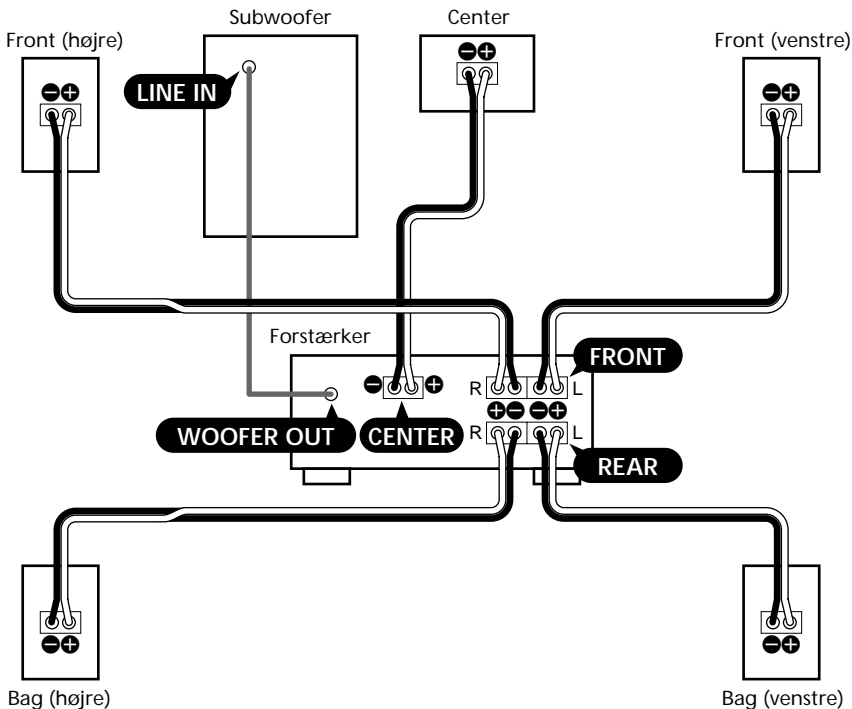 Subwoofer
Center
Front (højre)
Front (venstre)
LINE IN
Forstærker
FRONT
R
L
WOOFER OUT
CENTER
R
L
REAR
Bag (højre)
Bag (venstre)